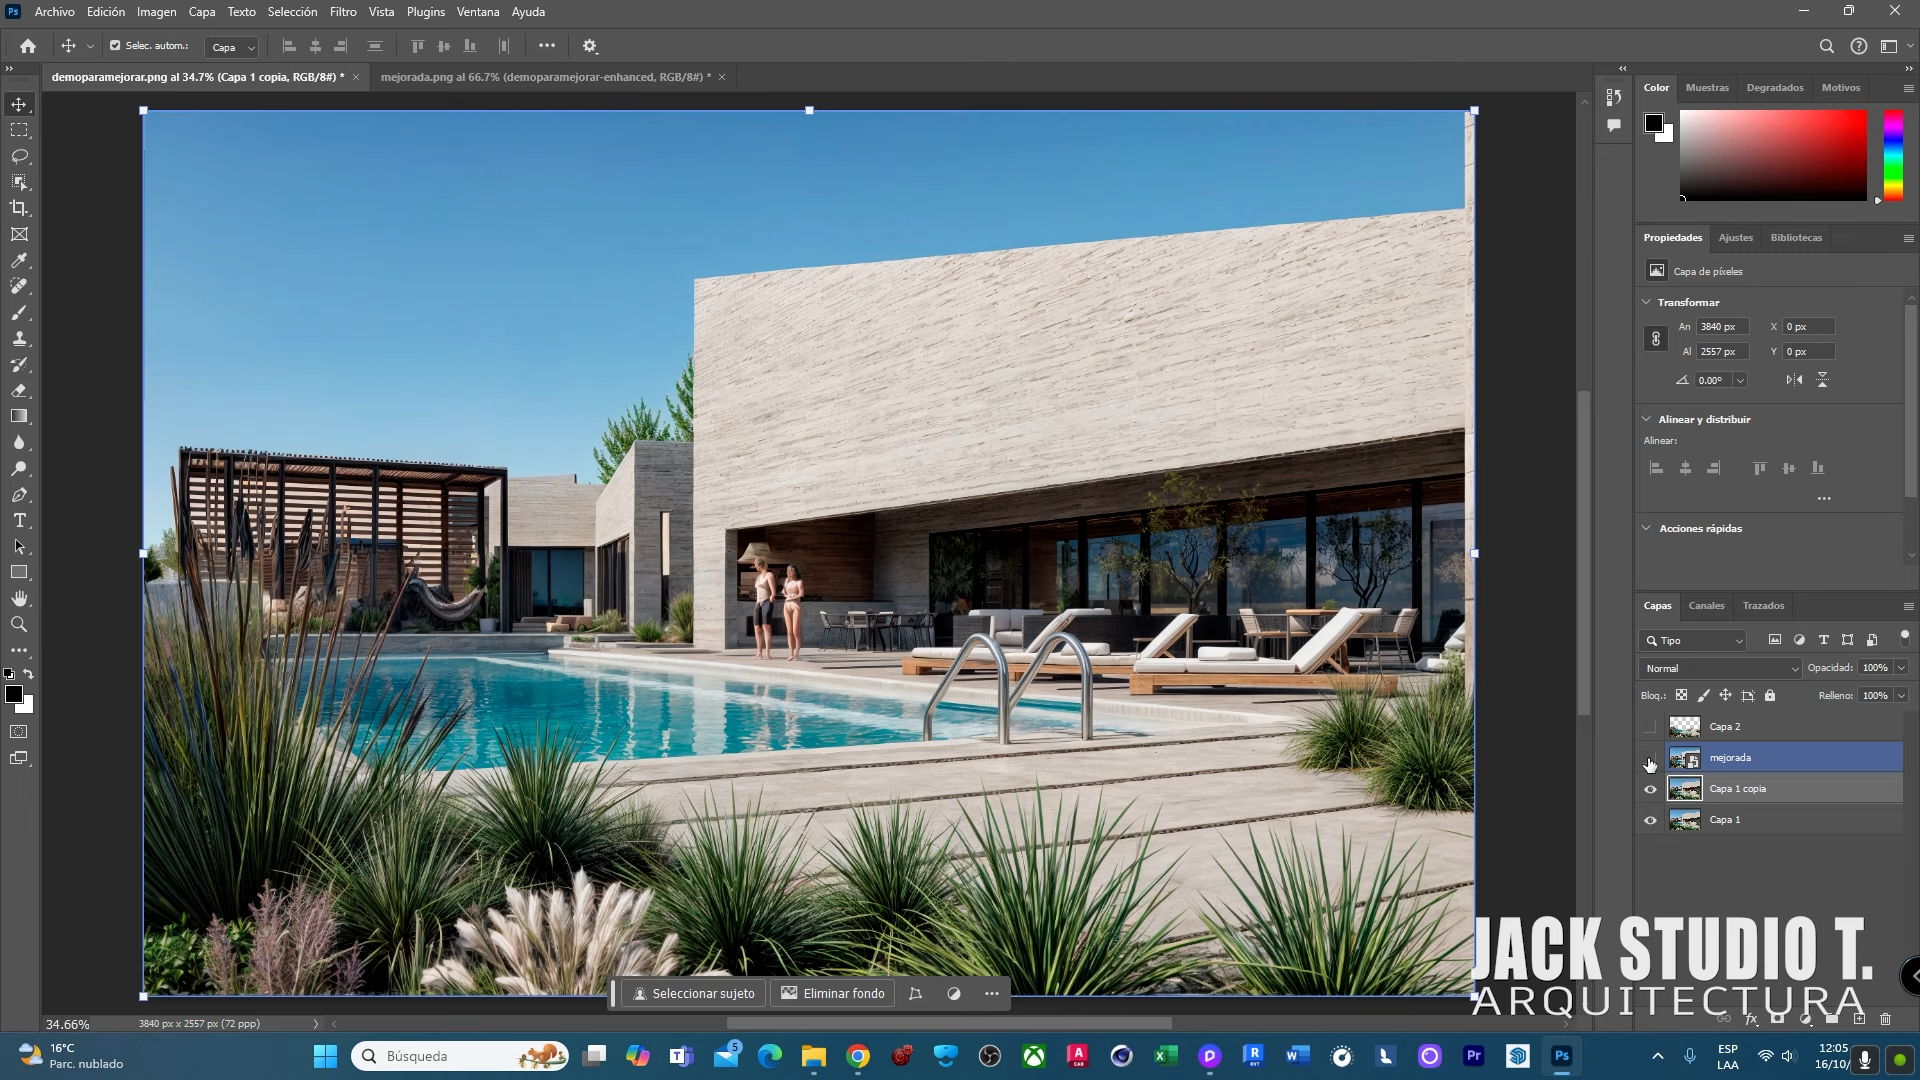 Ps Archivo Edición Imagen Capa Texto Selección Filtro Vista Plugins Ventana Ayuda
Selec. autom.: Capa
demoparamejorar.png al 34.7% (Capa 1 copia, RGB/8#) *
mejorada.png al 66.7% (demoparamejorar-enhanced, RGB/8#) *
Color Muestras Degradados Motivos
Propiedades Ajustes Bibliotecas
Capa de píxeles
Transformar
An 3840 px X 0 px
Al 2557 px Y 0 px
0.00°
Alinear y distribuir
Alinear:
Acciones rápidas
Capas Canales Trazados
Tipo
Normal Opacidad: 100%
Bloq.: Relleno: 100%
Capa 2
mejorada
Capa 1 copia
Capa 1
Seleccionar sujeto Eliminar fondo
JACK STUDIO T.
ARQUITECTURA
34.66% 3840 px x 2557 px (72 ppp)
16°C
Parc. nublado
Búsqueda
5
ESP
LAA
12:05
16/10/